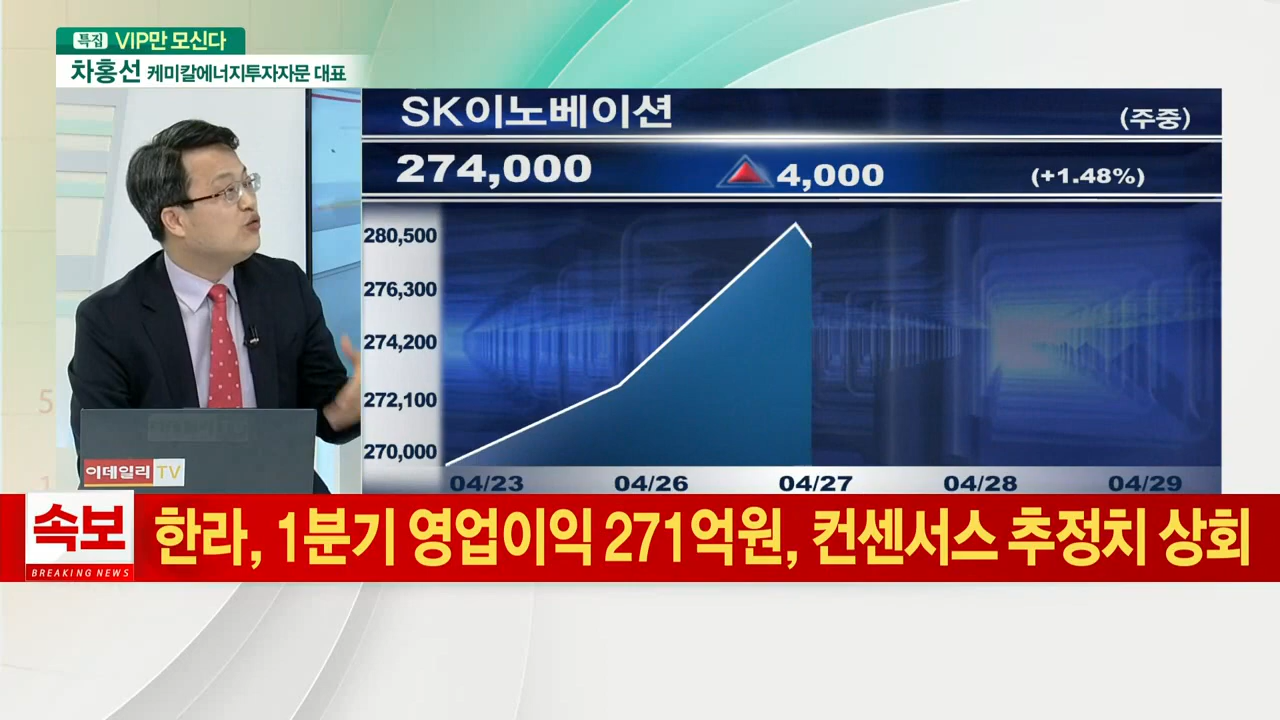 특집 VIP만 모신다
차홍선 케미칼에너지투자자문 대표
SK이노베이션 (주중)
274,000 ▲ 4,000 (+1.48%)
280,500
276,300
274,200
272,100
270,000
04/23 04/26 04/27 04/28 04/29
5
1
이데일리 TV
속보 한라, 1분기 영업이익 271억원, 컨센서스 추정치 상회
BREAKING NEWS